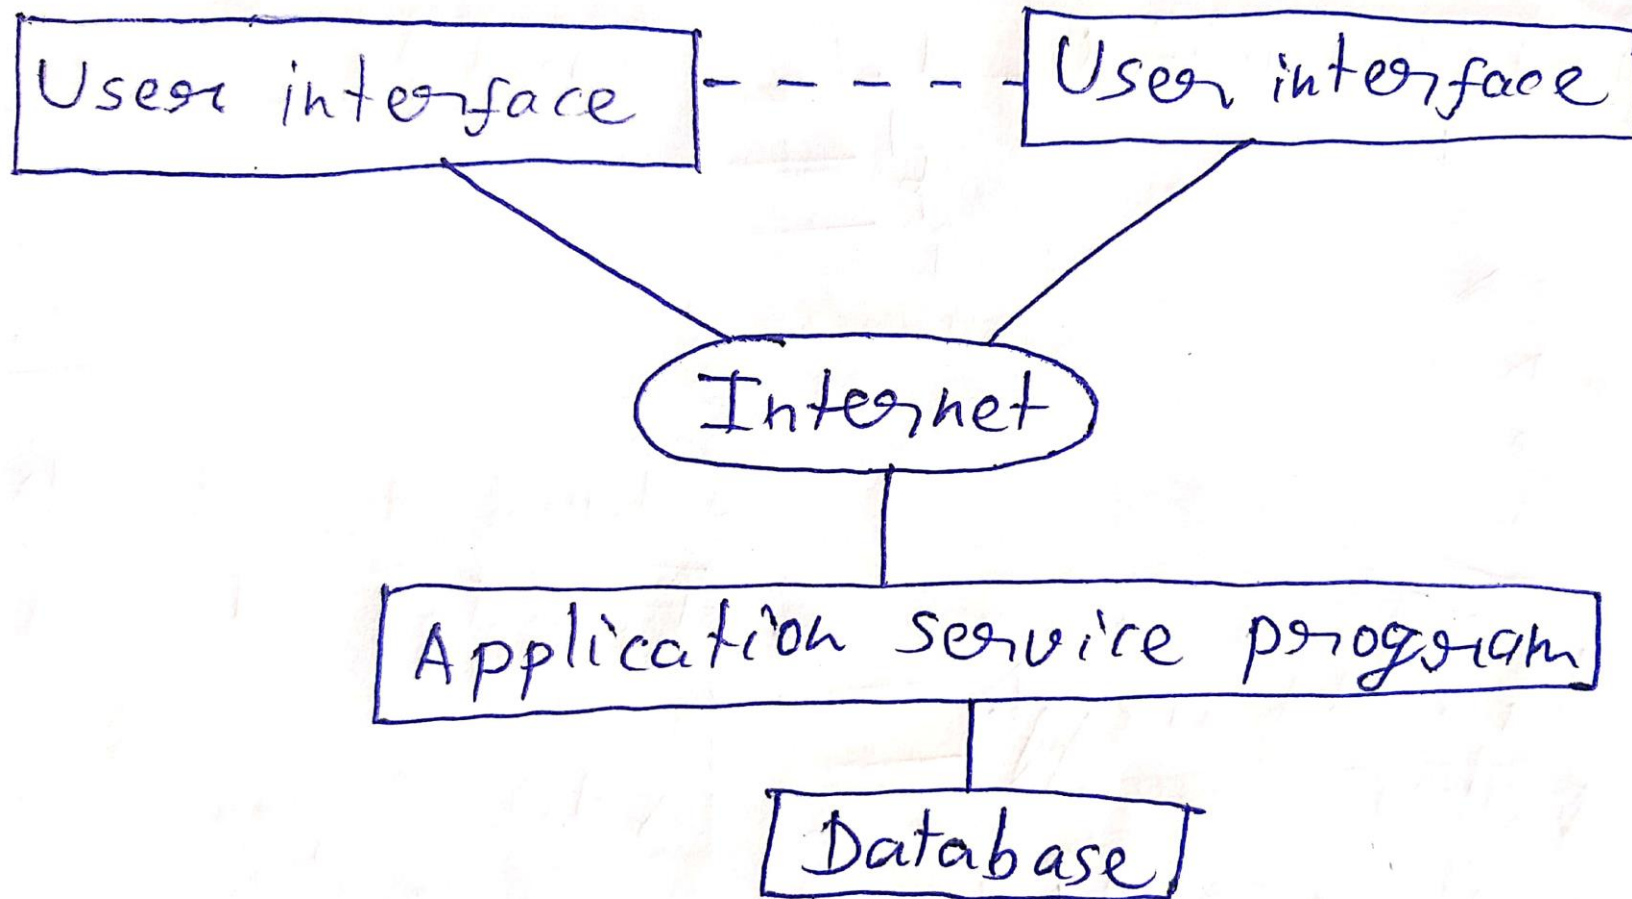 User interface
User interface
Internet
Application service program
Database